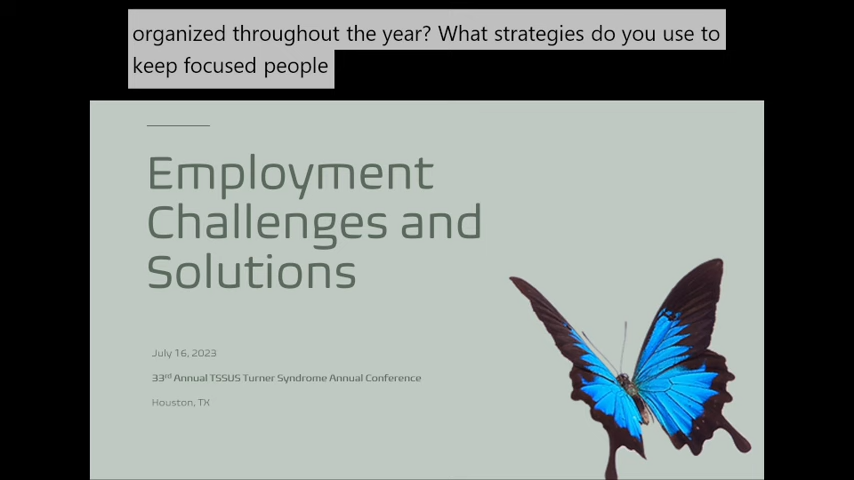 organized throughout the year? What strategies do you use to
keep focused people
Employment
Challenges and
Solutions
July 16, 2023
33rd Annual TSSUS Turner Syndrome Annual Conference
Houston, TX